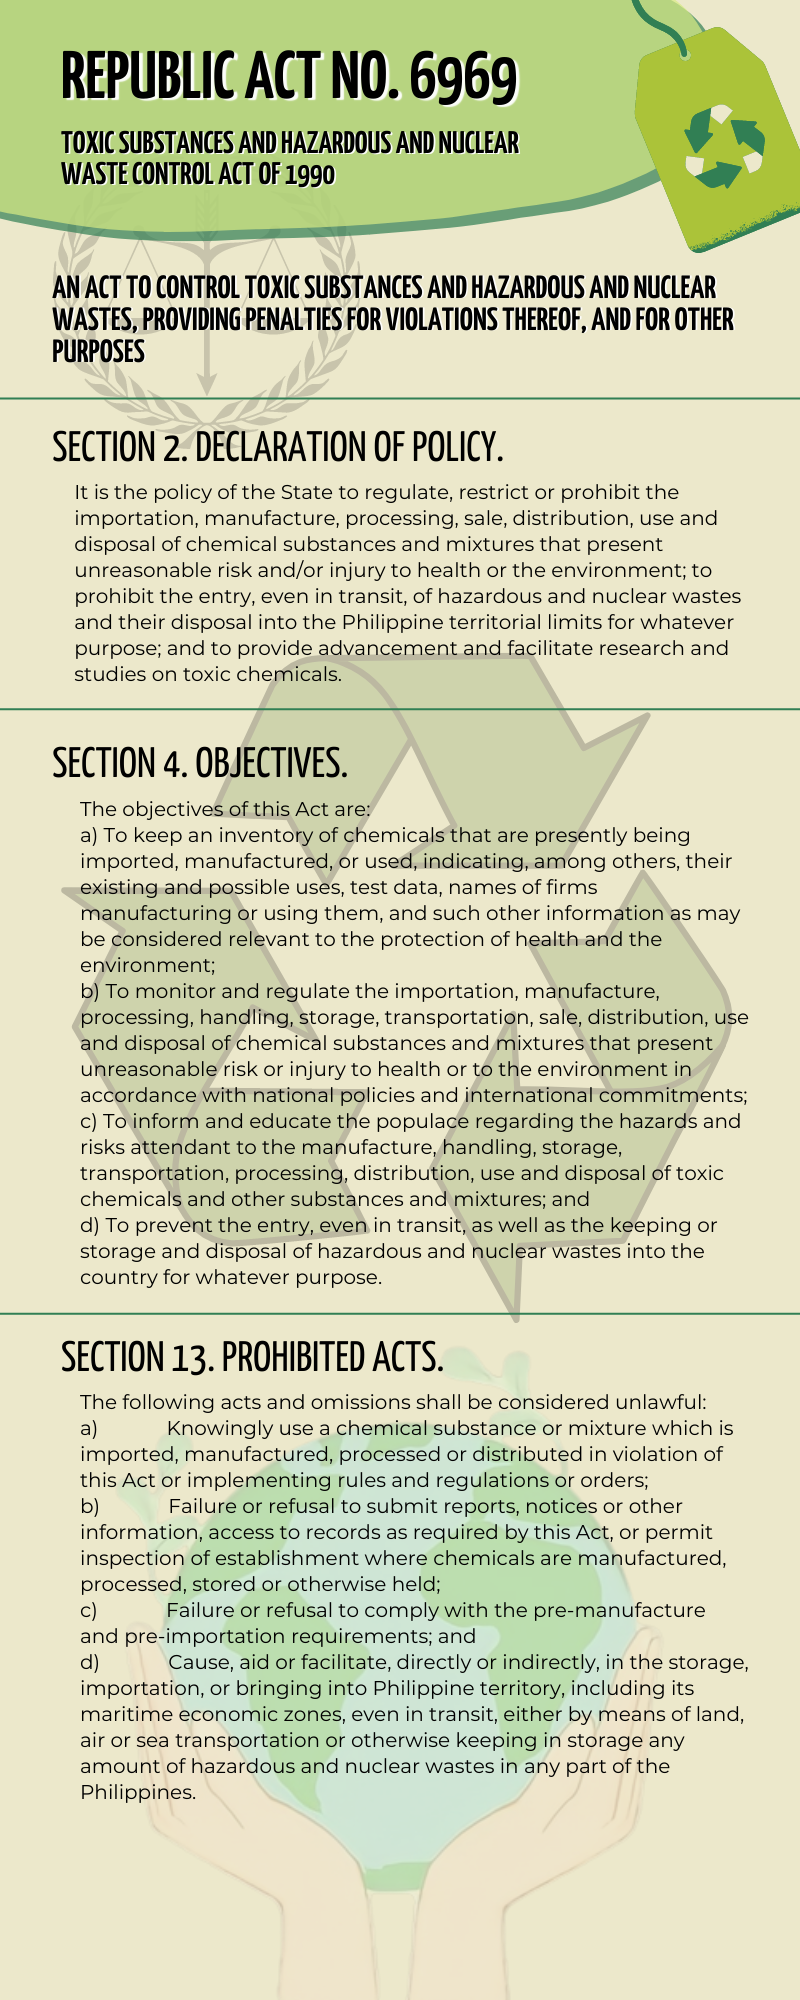 REPUBLIC ACT NO. 6969
TOXIC SUBSTANCES AND HAZARDOUS AND NUCLEAR
WASTE CONTROL ACT OF 1990
AN ACT TO CONTROL TOXIC SUBSTANCES AND HAZARDOUS AND NUCLEAR
WASTES, PROVIDING PENALTIES FOR VIOLATIONS THEREOF, AND FOR OTHER
PURPOSES
SECTION 2. DECLARATION OF POLICY.
It is the policy of the State to regulate, restrict or prohibit the
importation, manufacture, processing, sale, distribution, use and
disposal of chemical substances and mixtures that present
unreasonable risk and/or injury to health or the environment; to
prohibit the entry, even in transit, of hazardous and nuclear wastes
and their disposal into the Philippine territorial limits for whatever
purpose; and to provide advancement and facilitate research and
studies on toxic chemicals.
SECTION 4. OBJECTIVES.
The objectives of this Act are:
a) To keep an inventory of chemicals that are presently being
imported, manufactured, or used, indicating, among others, their
existing and possible uses, test data, names of firms
manufacturing or using them, and such other information as may
be considered relevant to the protection of health and the
environment;
b) To monitor and regulate the importation, manufacture,
processing, handling, storage, transportation, sale, distribution, use
and disposal of chemical substances and mixtures that present
unreasonable risk or injury to health or to the environment in
accordance with national policies and international commitments;
c) To inform and educate the populace regarding the hazards and
risks attendant to the manufacture, handling, storage,
transportation, processing, distribution, use and disposal of toxic
chemicals and other substances and mixtures; and
d) To prevent the entry, even in transit, as well as the keeping or
storage and disposal of hazardous and nuclear wastes into the
country for whatever purpose.
SECTION 13. PROHIBITED ACTS.
The following acts and omissions shall be considered unlawful:
a) Knowingly use a chemical substance or mixture which is
imported, manufactured, processed or distributed in violation of
this Act or implementing rules and regulations or orders;
b) Failure or refusal to submit reports, notices or other
information, access to records as required by this Act, or permit
inspection of establishment where chemicals are manufactured,
processed, stored or otherwise held;
c) Failure or refusal to comply with the pre-manufacture
and pre-importation requirements; and
d) Cause, aid or facilitate, directly or indirectly, in the storage,
importation, or bringing into Philippine territory, including its
maritime economic zones, even in transit, either by means of land,
air or sea transportation or otherwise keeping in storage any
amount of hazardous and nuclear wastes in any part of the
Philippines.